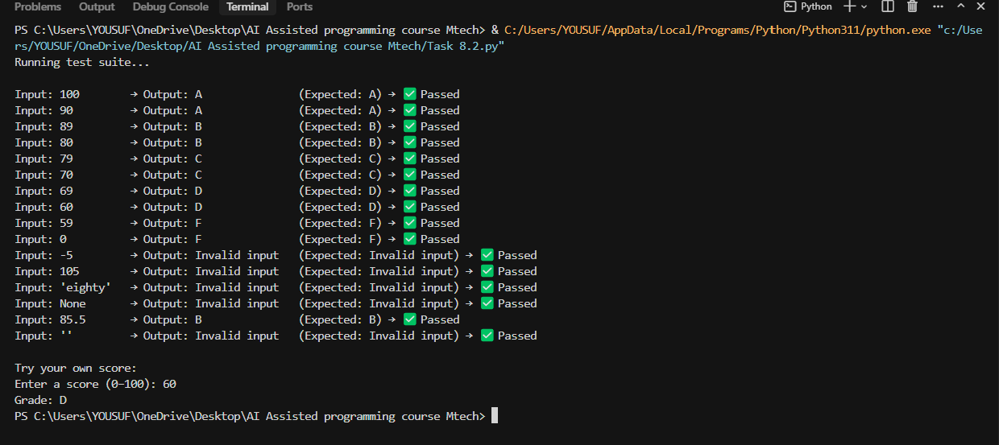 Problems Output Debug Console Terminal Ports Python
PS C:\Users\YOUSUF\OneDrive\Desktop\AI Assisted programming course Mtech> & C:/Users/YOUSUF/AppData/Local/Programs/Python/Python311/python.exe "c:/Use
rs/YOUSUF/OneDrive/Desktop/AI Assisted programming course Mtech/Task 8.2.py"
Running test suite...
Input: 100 → Output: A (Expected: A) → ✅ Passed
Input: 90 → Output: A (Expected: A) → ✅ Passed
Input: 89 → Output: B (Expected: B) → ✅ Passed
Input: 80 → Output: B (Expected: B) → ✅ Passed
Input: 79 → Output: C (Expected: C) → ✅ Passed
Input: 70 → Output: C (Expected: C) → ✅ Passed
Input: 69 → Output: D (Expected: D) → ✅ Passed
Input: 60 → Output: D (Expected: D) → ✅ Passed
Input: 59 → Output: F (Expected: F) → ✅ Passed
Input: 0 → Output: F (Expected: F) → ✅ Passed
Input: -5 → Output: Invalid input (Expected: Invalid input) → ✅ Passed
Input: 105 → Output: Invalid input (Expected: Invalid input) → ✅ Passed
Input: 'eighty' → Output: Invalid input (Expected: Invalid input) → ✅ Passed
Input: None → Output: Invalid input (Expected: Invalid input) → ✅ Passed
Input: 85.5 → Output: B (Expected: B) → ✅ Passed
Input: '' → Output: Invalid input (Expected: Invalid input) → ✅ Passed
Try your own score:
Enter a score (0–100): 60
Grade: D
PS C:\Users\YOUSUF\OneDrive\Desktop\AI Assisted programming course Mtech>